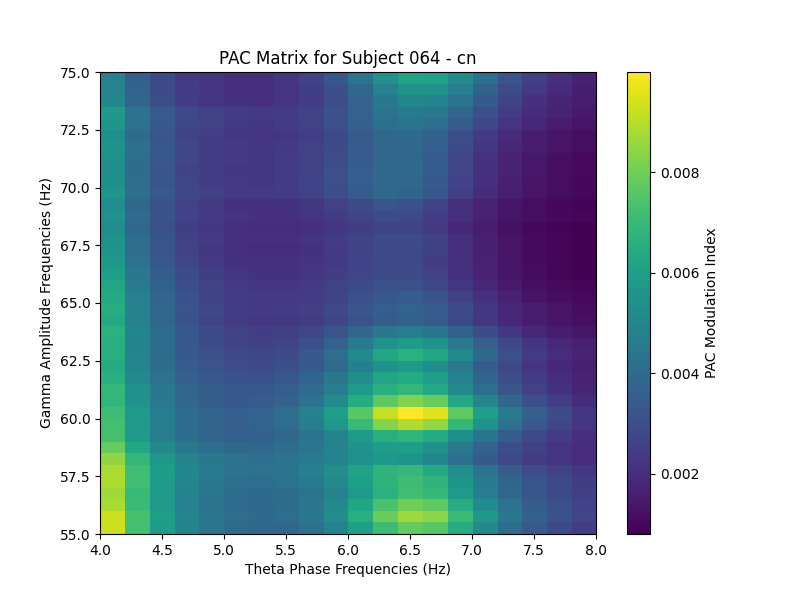 PAC Matrix for Subject 064 - cn
75.0
72.5
70.0
67.5
65.0
62.5
60.0
57.5
55.0
Gamma Amplitude Frequencies (Hz)
4.0 4.5 5.0 5.5 6.0 6.5 7.0 7.5 8.0
Theta Phase Frequencies (Hz)
0.008
0.006
0.004
0.002
PAC Modulation Index